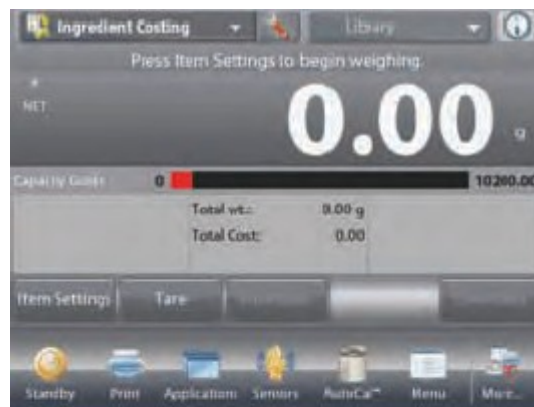 Ingredient Costing
Library
Press Item Settings to begin weighing.
NET
0.00 g
Capacity Guide 0 10200.00
Total wt.: 0.00 g
Total Cost: 0.00
Item Settings Tare
Standby Print Applications Sensors AutoCal™ Menu More...